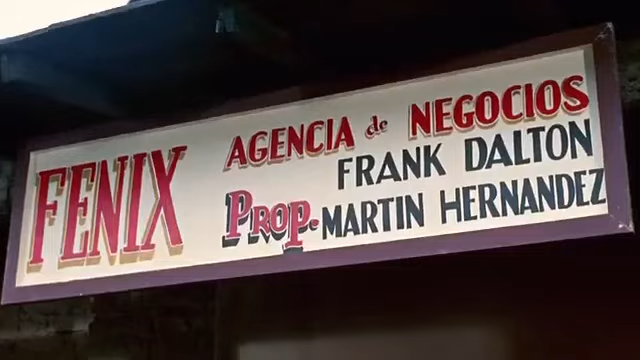 FENIX
AGENCIA de NEGOCIOS
FRANK DALTON
PROP. MARTIN HERNANDEZ